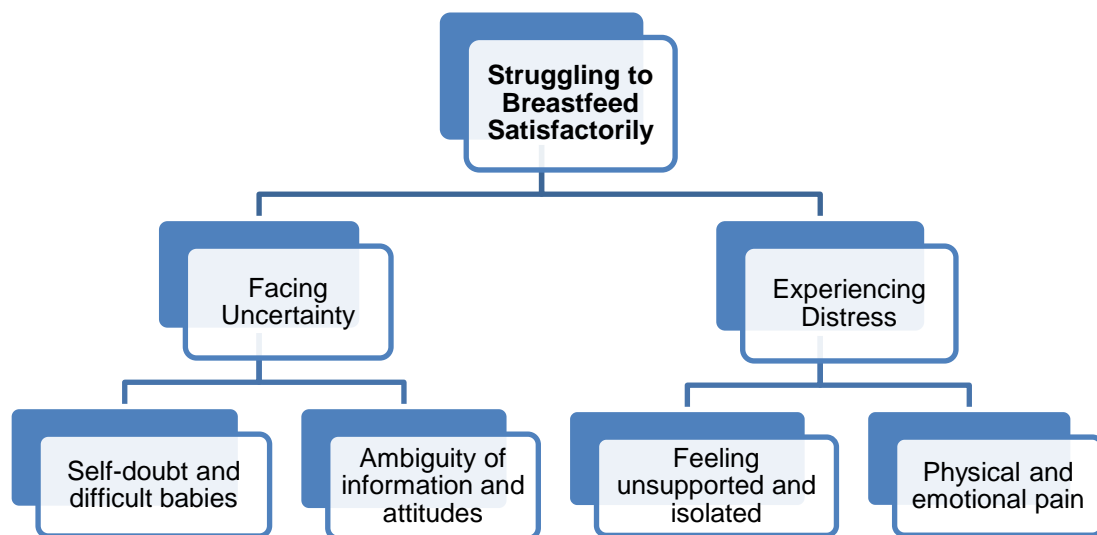 Struggling to
Breastfeed
Satisfactorily
Facing
Uncertainty
Experiencing
Distress
Self-doubt and
difficult babies
Ambiguity of
information and
attitudes
Feeling
unsupported and
isolated
Physical and
emotional pain